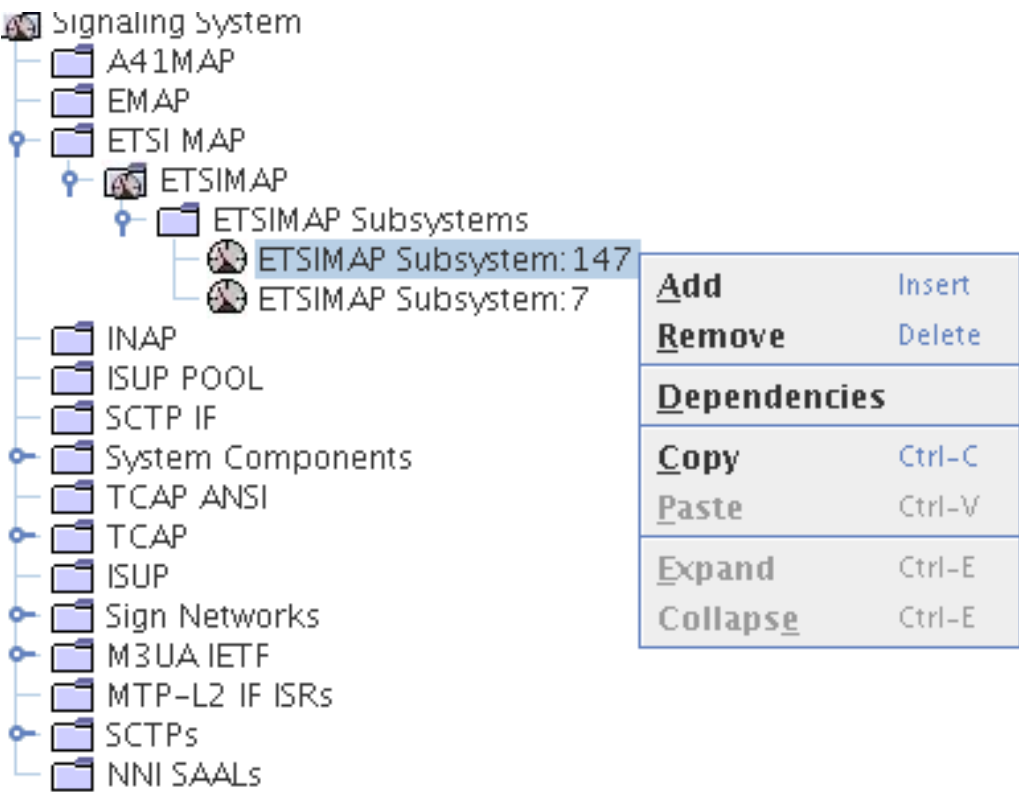 Signaling System
A41MAP
EMAP
ETSI MAP
ETSIMAP
ETSIMAP Subsystems
ETSIMAP Subsystem:147
ETSIMAP Subsystem:7
INAP
ISUP POOL
SCTP IF
System Components
TCAP ANSI
TCAP
ISUP
Sign Networks
M3UA IETF
MTP-L2 IF ISRs
SCTPs
NNI SAALs
Add Insert
Remove Delete
Dependencies
Copy Ctrl-C
Paste Ctrl-V
Expand Ctrl-E
Collapse Ctrl-E